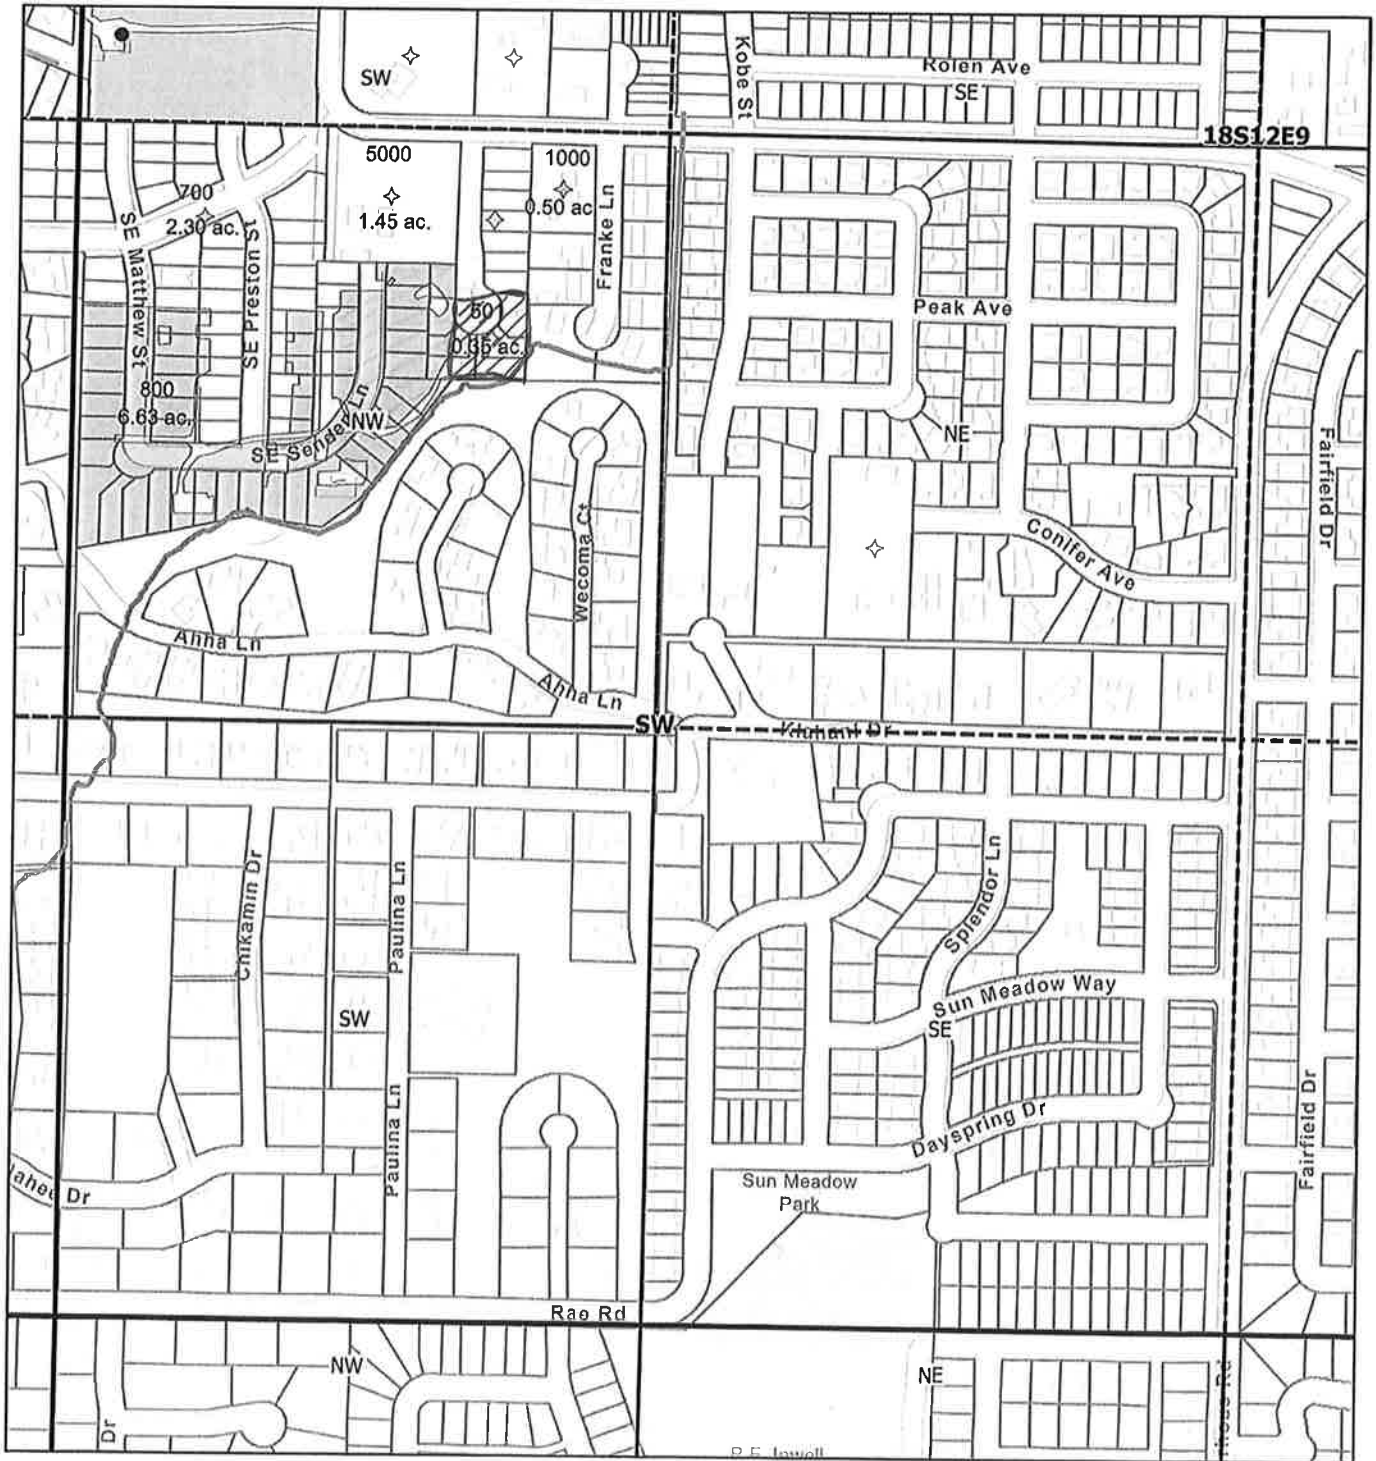 Kobe St
Rolen Ave
SW
SE
18S12E9
5000
1.45 ac.
1000
0.50 ac
700
2.30 ac.
SE Matthew St
SE Preston St
Franke Ln
Peak Ave
50
0.35 ac.
800
6.63 ac.
NW
SE Sender Ln
NE
Fairfield Dr
Conifer Ave
Wecoma Ct
Ahha Ln
Ahha Ln
SW
Chikamin Dr
Paulina Ln
Splendor Ln
Sun Meadow Way
SW
SE
Dayspring Dr
Paulina Ln
Fairfield Dr
Sun Meadow
Park
Dr
Rae Rd
NW
NE
Dr